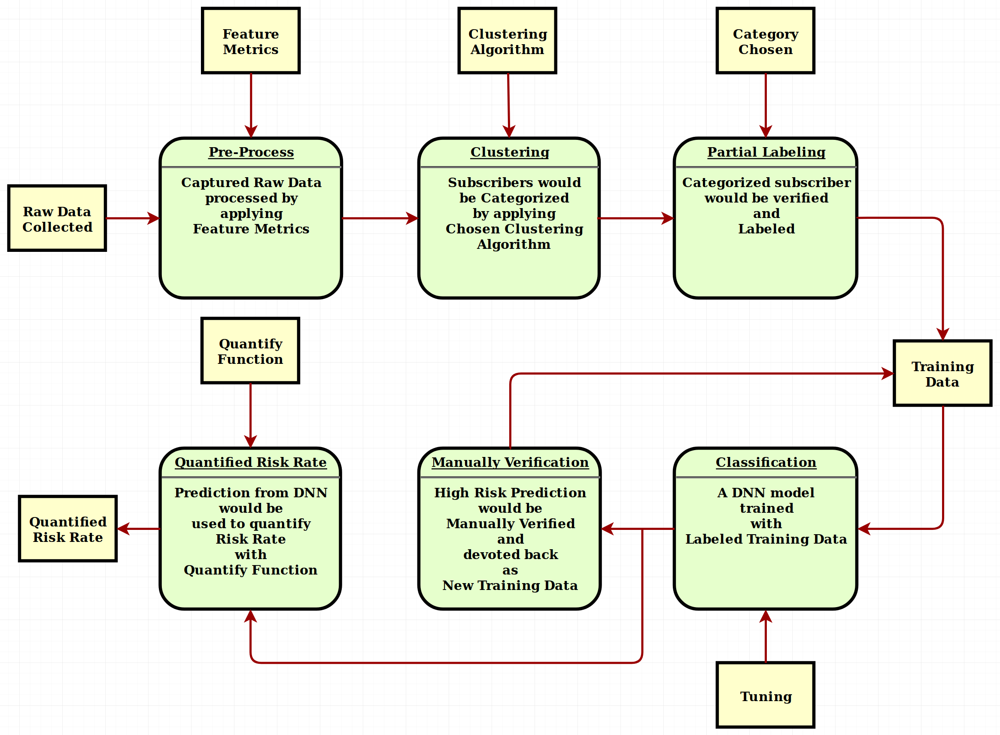 Feature
Metrics
Clustering
Algorithm
Category
Chosen
Raw Data
Collected
Pre-Process
Captured Raw Data
processed by
applying
Feature Metrics
Clustering
Subscribers would
be Categorized
by applying
Chosen Clustering
Algorithm
Partial Labeling
Categorized subscriber
would be verified
and
Labeled
Quantify
Function
Training
Data
Quantified
Risk Rate
Quantified Risk Rate
Prediction from DNN
would be
used to quantify
Risk Rate
with
Quantify Function
Manually Verification
High Risk Prediction
would be
Manually Verified
and
devoted back
as
New Training Data
Classification
A DNN model
trained
with
Labeled Training Data
Tuning